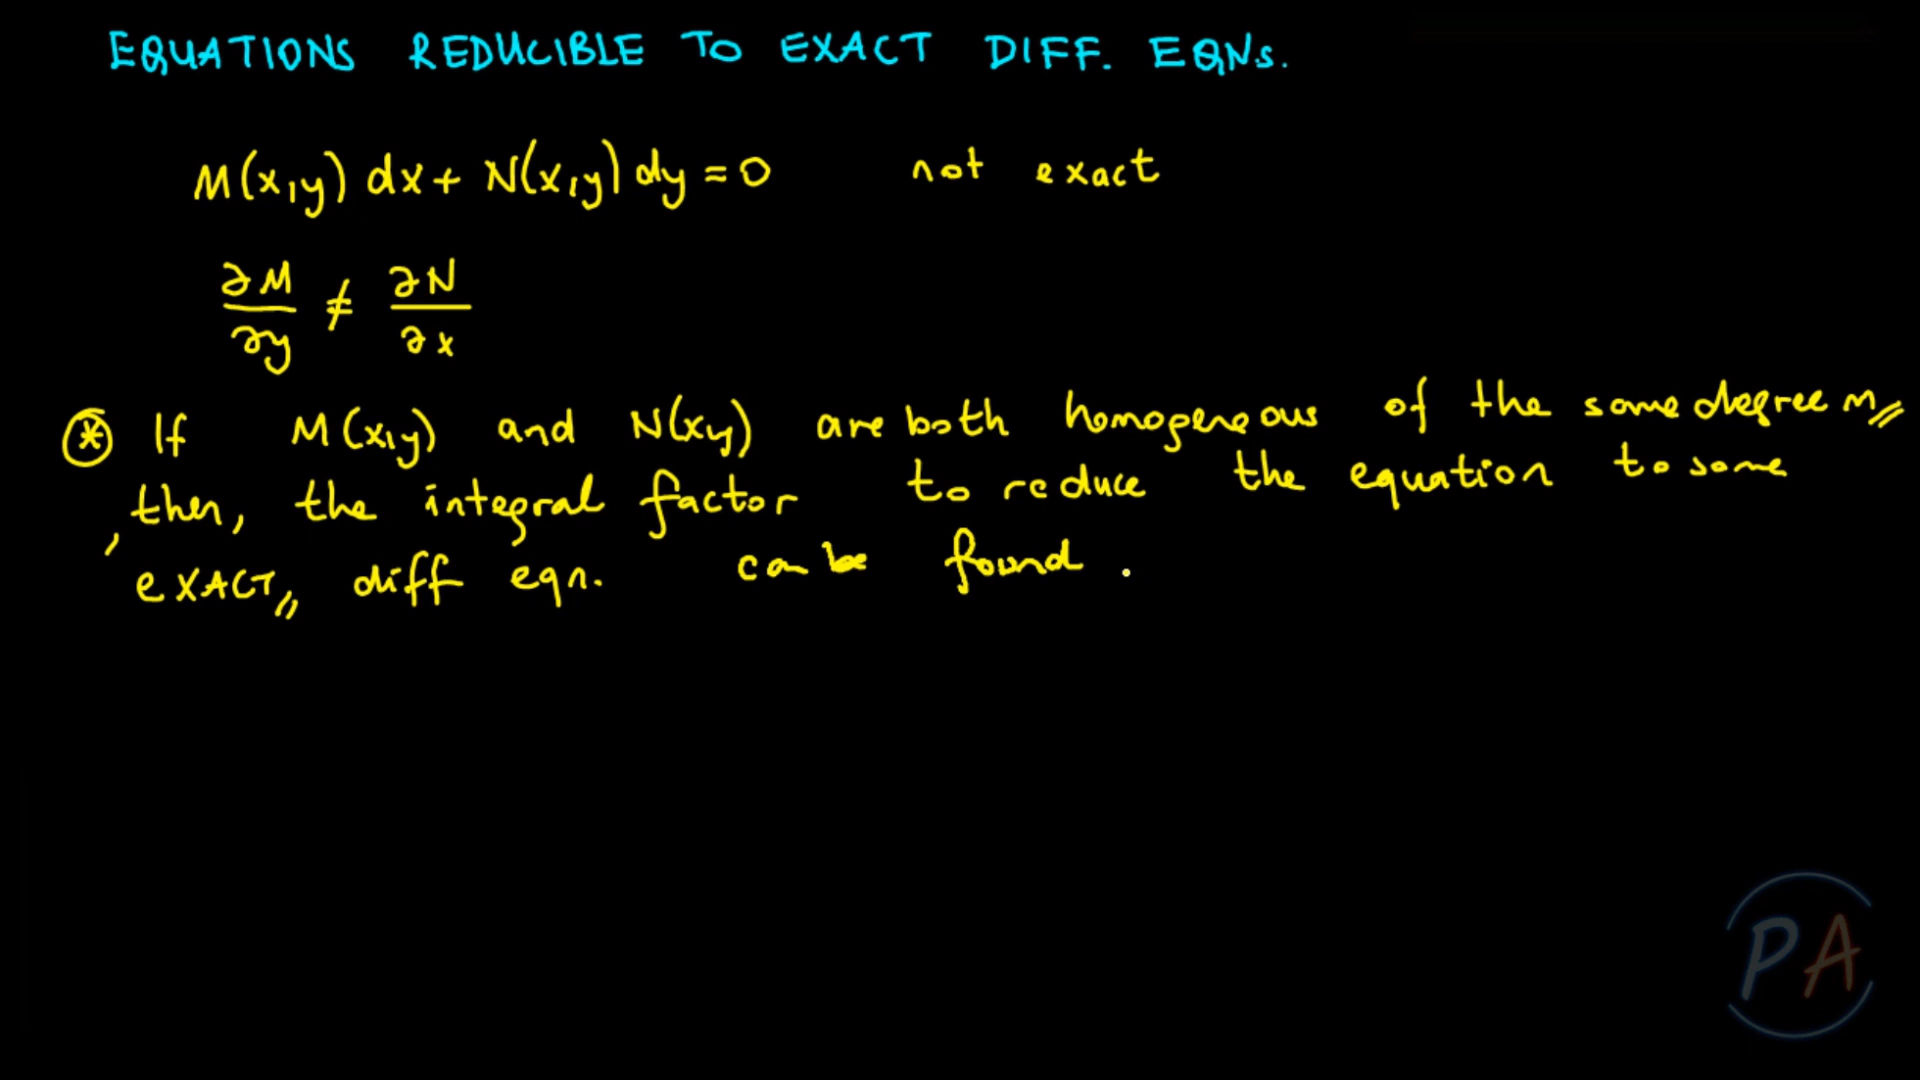 EQUATIONS REDUCIBLE TO EXACT DIFF. EQNs.
M(x,y) dx + N(x,y) dy = 0 not exact
∂M/∂y ≠ ∂N/∂x
⊛ If M(x,y) and N(x,y) are both homogeneous of the same degree m,,
, then, the integral factor to reduce the equation to some
eXACT,, diff eqn. can be found .
PA